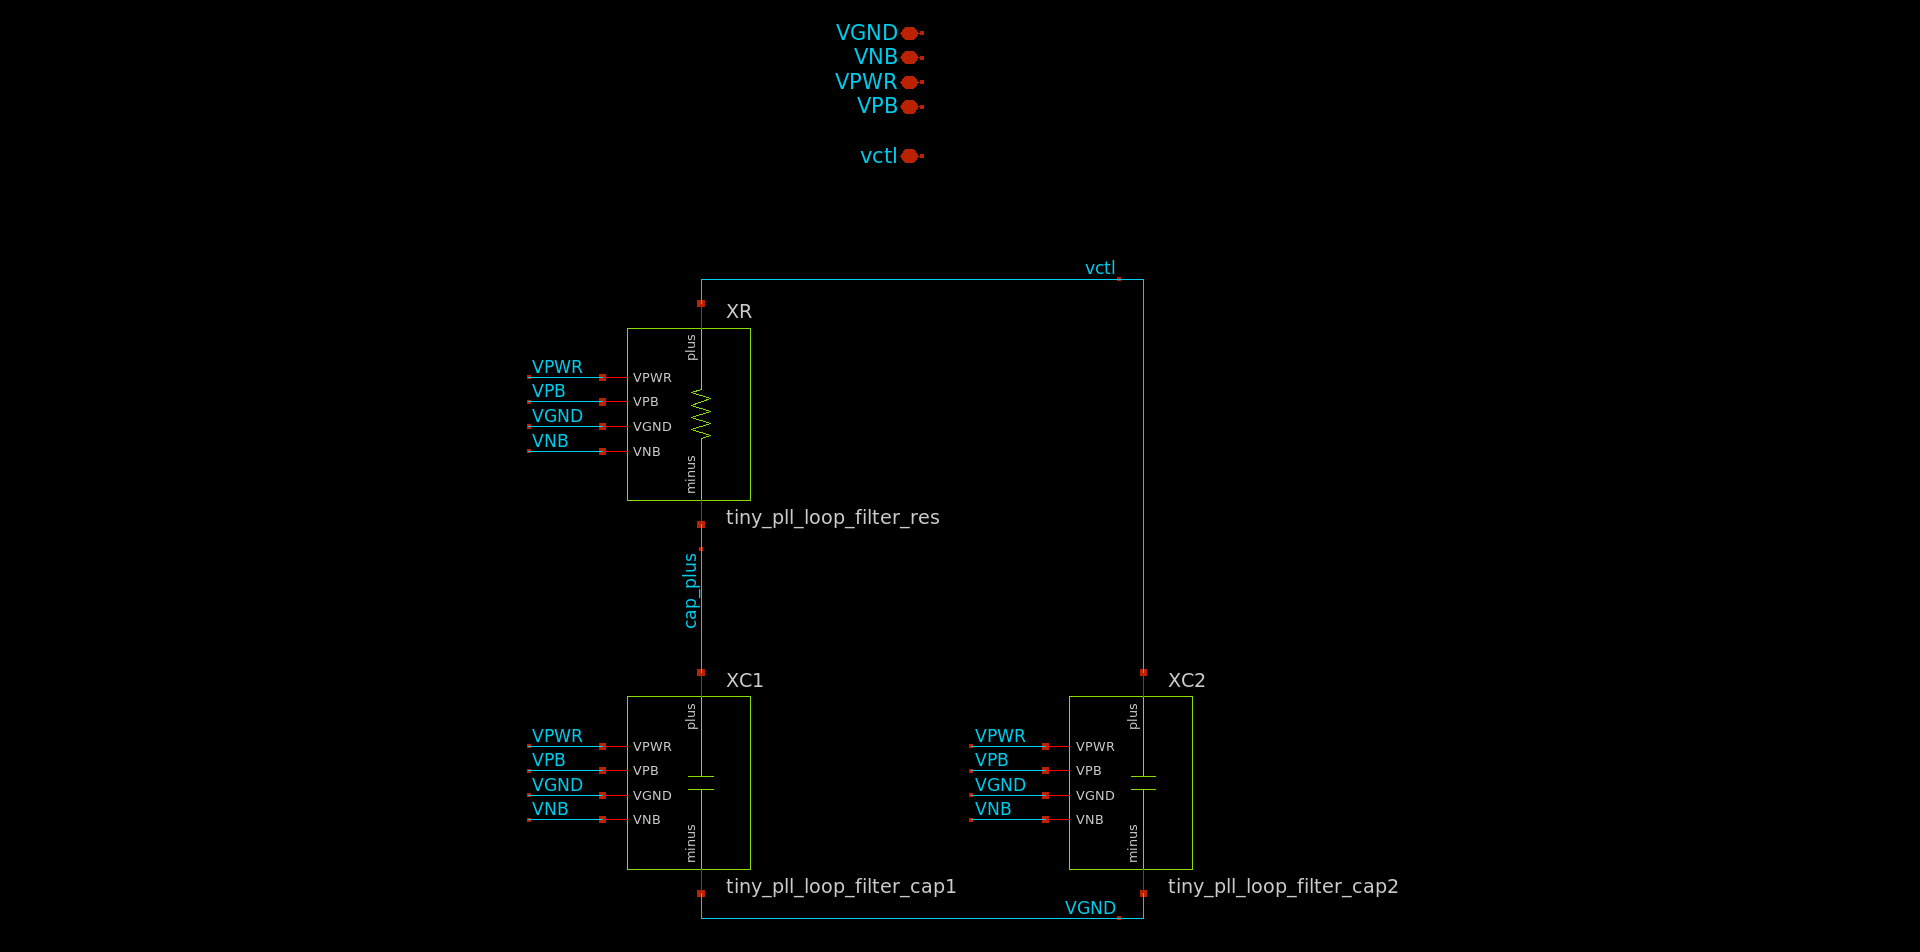 VGND
VNB
VPWR
VPB
vctl
vctl
XR
plus
VPWR
VPWR
VPB
VPB
VGND
VGND
VNB
VNB
minus
tiny_pll_loop_filter_res
cap_plus
XC1
plus
VPWR
VPWR
VPB
VPB
VGND
VGND
VNB
VNB
minus
tiny_pll_loop_filter_cap1
XC2
plus
VPWR
VPWR
VPB
VPB
VGND
VGND
VNB
VNB
minus
tiny_pll_loop_filter_cap2
VGND